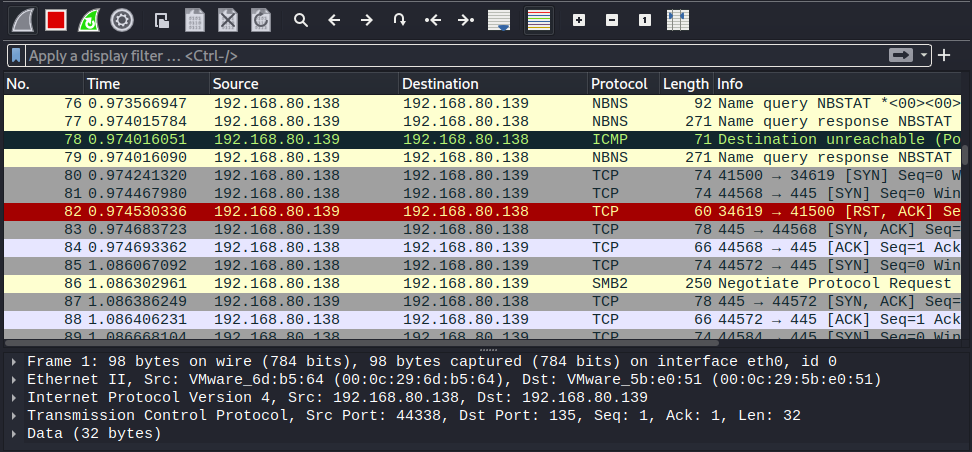 Apply a display filter … <Ctrl-/>
No. Time Source Destination Protocol Length Info
76 0.973566947 192.168.80.138 192.168.80.139 NBNS 92 Name query NBSTAT *<00><00>
77 0.974015784 192.168.80.139 192.168.80.138 NBNS 271 Name query response NBSTAT
78 0.974016051 192.168.80.139 192.168.80.138 ICMP 71 Destination unreachable (Po
79 0.974016090 192.168.80.139 192.168.80.138 NBNS 271 Name query response NBSTAT
80 0.974241320 192.168.80.138 192.168.80.139 TCP 74 41500 → 34619 [SYN] Seq=0 W
81 0.974467980 192.168.80.138 192.168.80.139 TCP 74 44568 → 445 [SYN] Seq=0 Win
82 0.974530336 192.168.80.139 192.168.80.138 TCP 60 34619 → 41500 [RST, ACK] Se
83 0.974683723 192.168.80.139 192.168.80.138 TCP 78 445 → 44568 [SYN, ACK] Seq=
84 0.974693362 192.168.80.138 192.168.80.139 TCP 66 44568 → 445 [ACK] Seq=1 Ack
85 1.086067092 192.168.80.138 192.168.80.139 TCP 74 44572 → 445 [SYN] Seq=0 Win
86 1.086302961 192.168.80.138 192.168.80.139 SMB2 250 Negotiate Protocol Request
87 1.086386249 192.168.80.139 192.168.80.138 TCP 78 445 → 44572 [SYN, ACK] Seq=
88 1.086406231 192.168.80.138 192.168.80.139 TCP 66 44572 → 445 [ACK] Seq=1 Ack
89 1.086668104 192.168.80.138 192.168.80.139 TCP 74 44584 → 445 [SYN] Seq=0 Win
Frame 1: 98 bytes on wire (784 bits), 98 bytes captured (784 bits) on interface eth0, id 0
Ethernet II, Src: VMware_6d:b5:64 (00:0c:29:6d:b5:64), Dst: VMware_5b:e0:51 (00:0c:29:5b:e0:51)
Internet Protocol Version 4, Src: 192.168.80.138, Dst: 192.168.80.139
Transmission Control Protocol, Src Port: 44338, Dst Port: 135, Seq: 1, Ack: 1, Len: 32
Data (32 bytes)